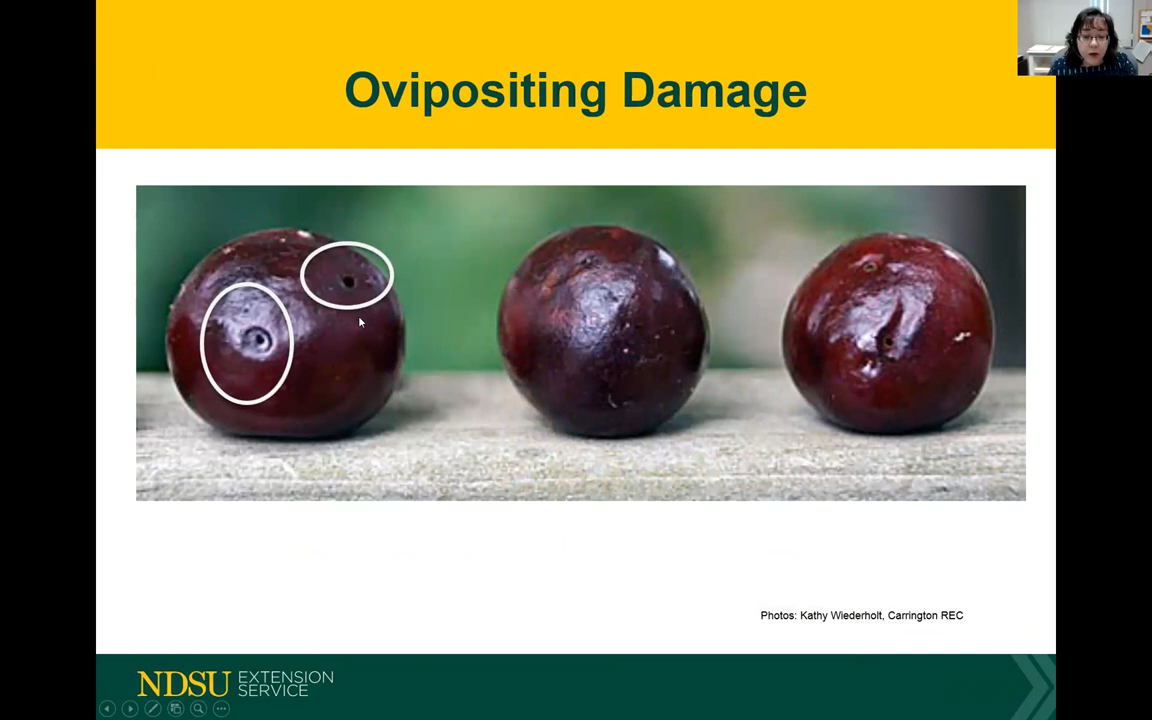 Ovipositing Damage
Photos: Kathy Wiederholt, Carrington REC
NDSU EXTENSION
SERVICE